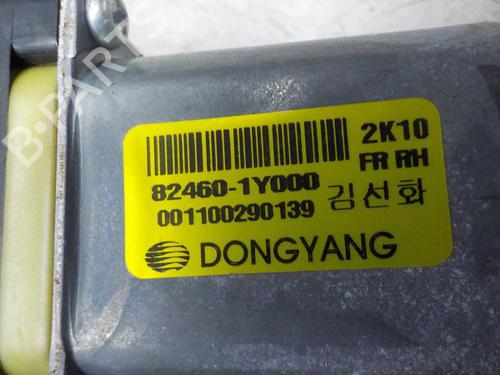 2K10
FR RH
82460-1Y000
001100290139 김선화
DONGYANG
B-PARTS